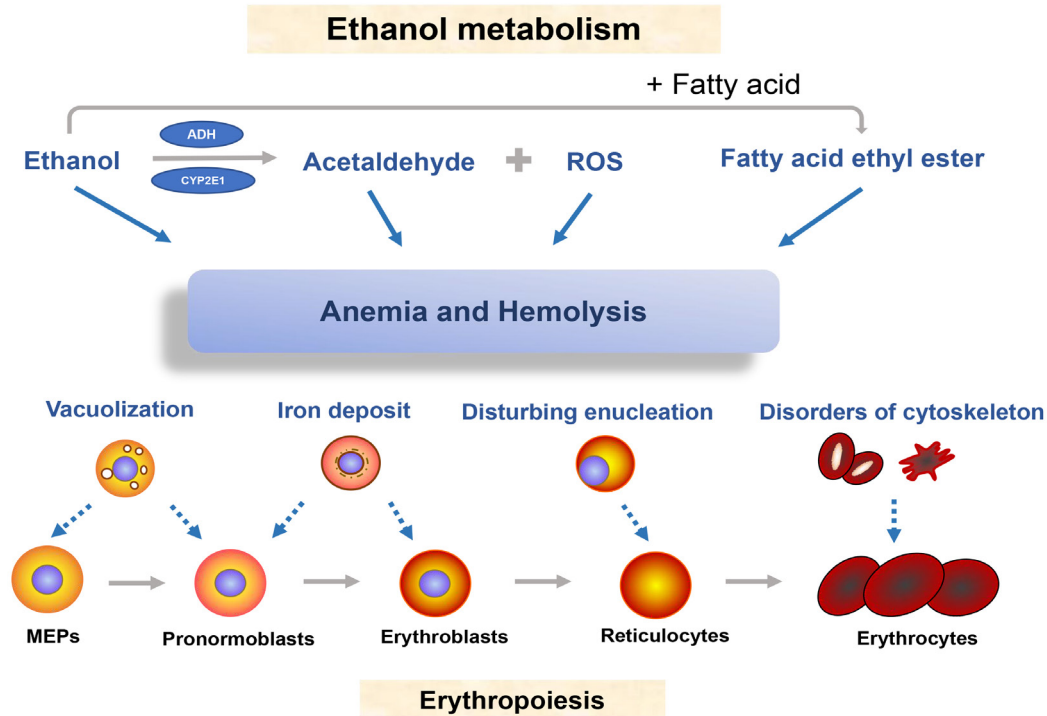 Ethanol metabolism
+ Fatty acid
ADH
Ethanol
Acetaldehyde + ROS
Fatty acid ethyl ester
CYP2E1
Anemia and Hemolysis
Vacuolization
Iron deposit
Disturbing enucleation
Disorders of cytoskeleton
MEPs
Pronormoblasts
Erythroblasts
Reticulocytes
Erythrocytes
Erythropoiesis